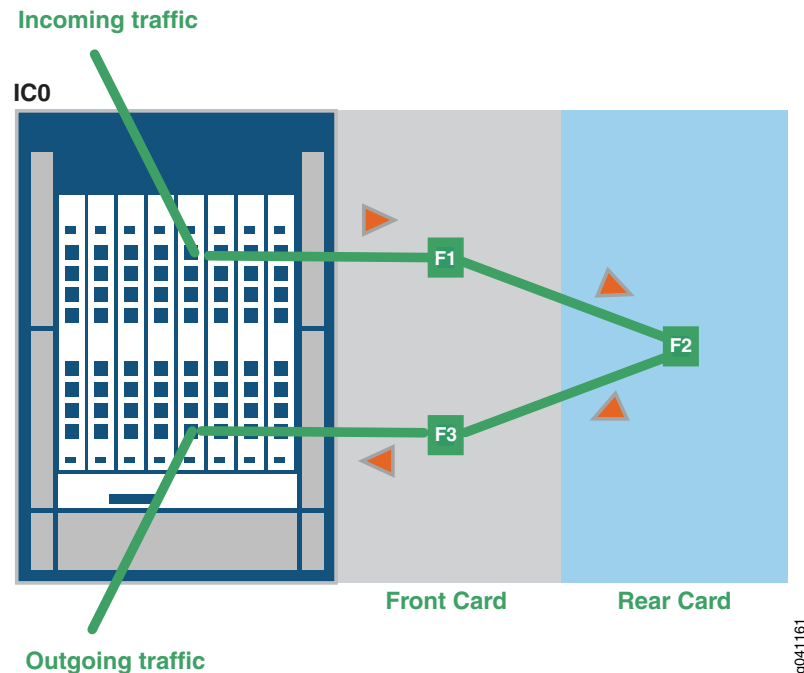 Incoming traffic
IC0
F1
F2
F3
Front Card
Rear Card
Outgoing traffic
g041161